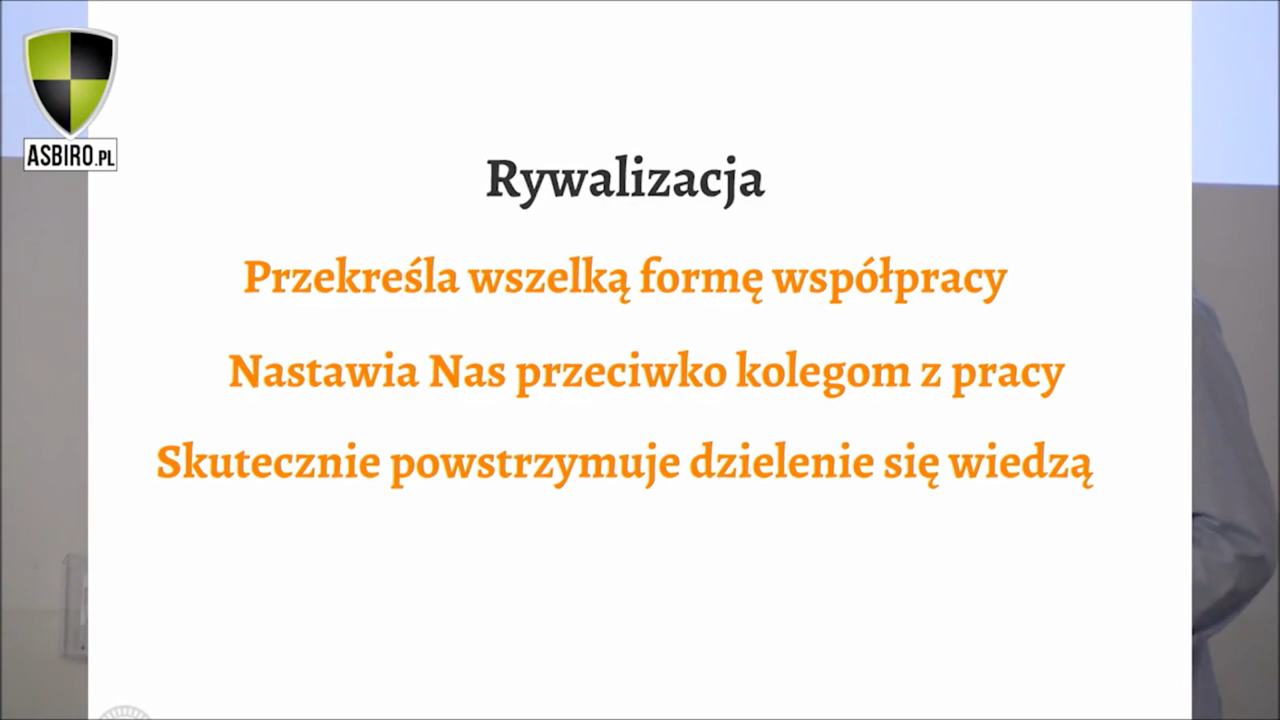 ASBIRO.PL
Rywalizacja
Przekreśla wszelką formę współpracy
Nastawia Nas przeciwko kolegom z pracy
Skutecznie powstrzymuje dzielenie się wiedzą